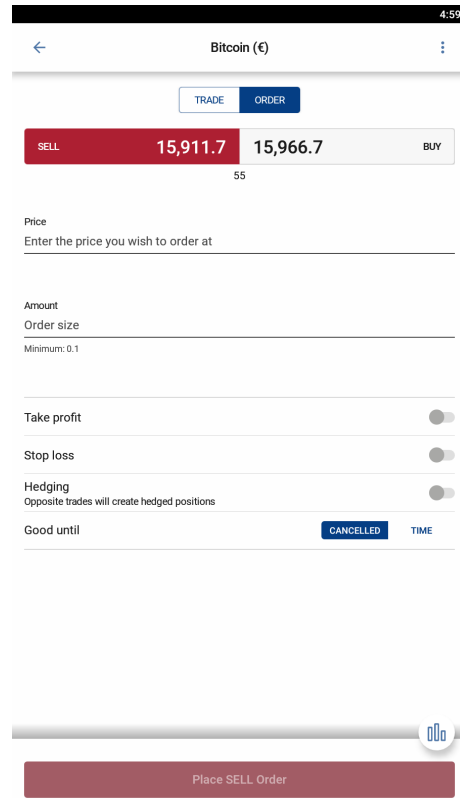 4:59
Bitcoin (€)
TRADE ORDER
SELL 15,911.7 15,966.7 BUY
55
Price
Enter the price you wish to order at
Amount
Order size
Minimum: 0.1
Take profit
Stop loss
Hedging
Opposite trades will create hedged positions
Good until CANCELLED TIME
Place SELL Order